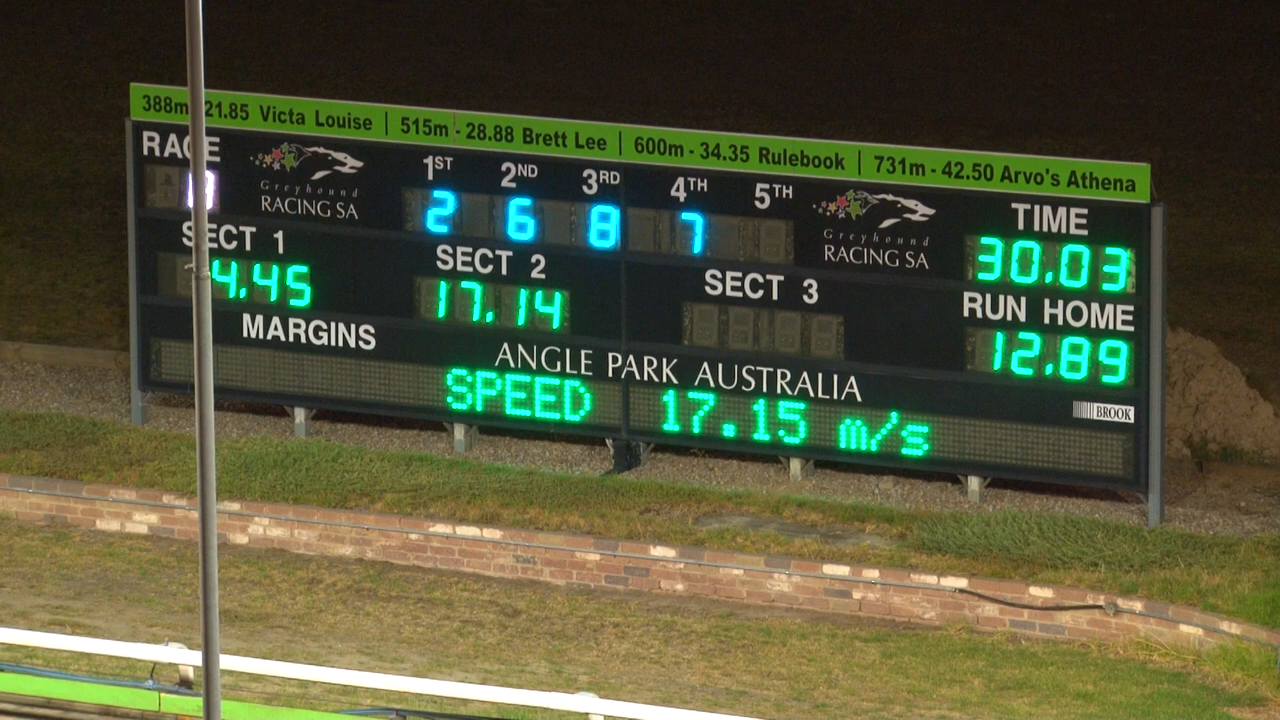 388m 21.85 Victa Louise | 515m - 28.88 Brett Lee | 600m - 34.35 Rulebook | 731m - 42.50 Arvo's Athena
RACE
Greyhound
RACING SA
1ST 2ND 3RD 4TH 5TH
2 6 8 7
Greyhound
RACING SA
TIME
30.03
SECT 1
4.45
SECT 2
17.14
SECT 3
RUN HOME
12.89
MARGINS
ANGLE PARK AUSTRALIA
SPEED 17.15 m/s
BROOK